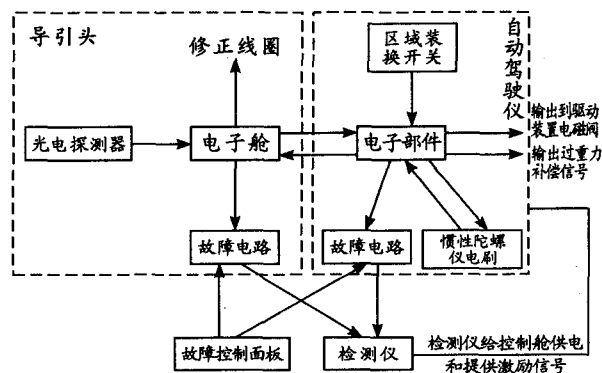 导引头
修正线圈
光电探测器
电子舱
故障电路
自动驾驶仪
区域装
换开关
电子部件
输出到驱动
装置电磁阀
输出过重力
补偿信号
故障电路
惯性陀螺
仪电刷
故障控制面板
检测仪
检测仪给控制舱供电
和提供激励信号